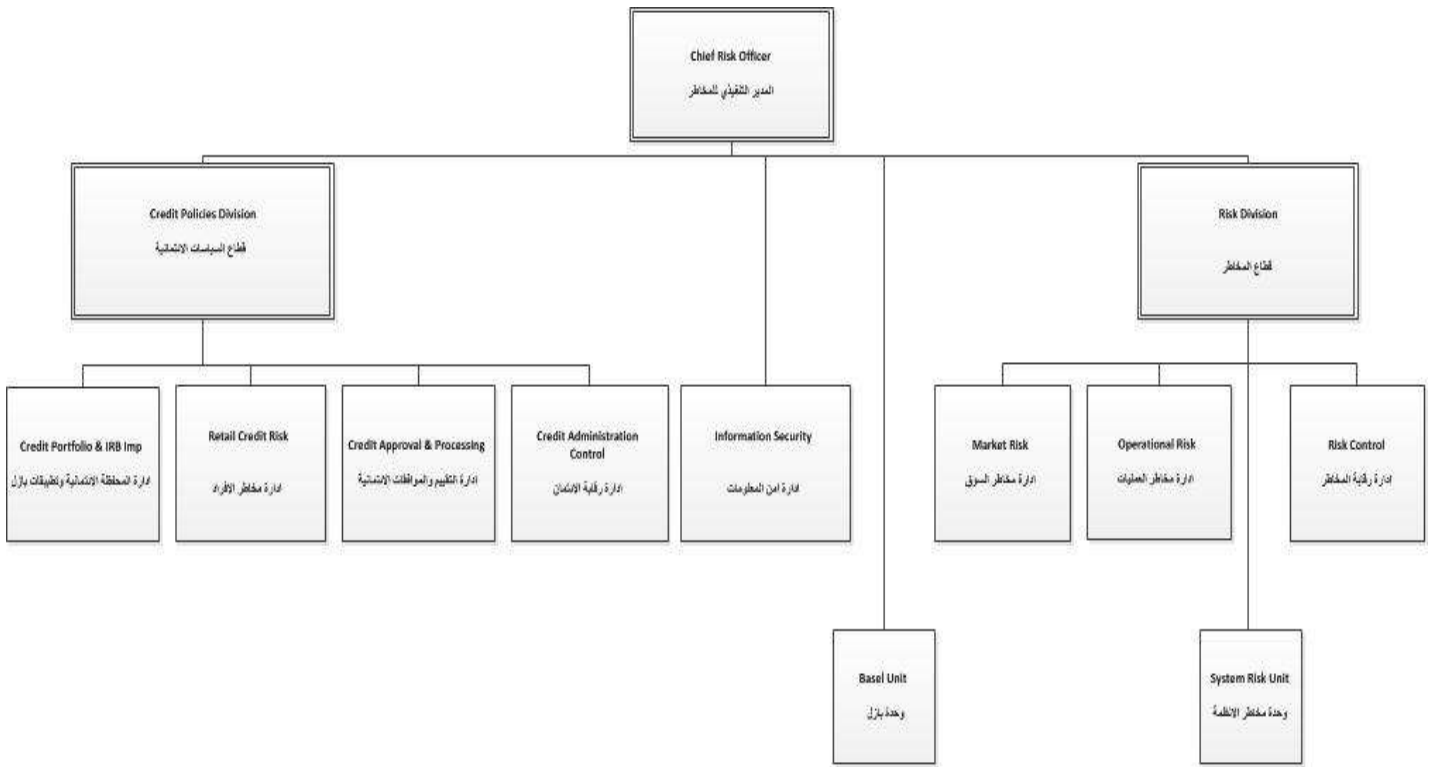 Chief Risk Officer
المدير التنفيذي للمخاطر
Credit Policies Division
قطاع السياسات الائتمانية
Risk Division
قطاع المخاطر
Credit Portfolio & IRB Imp
ادارة المحفظة الائتمانية وتطبيقات بازل
Retail Credit Risk
ادارة مخاطر الافراد
Credit Approval & Processing
ادارة التقييم والموافقات الائتمانية
Credit Administration
Control
ادارة رقابة الائتمان
Information Security
ادارة امن المعلومات
Market Risk
ادارة مخاطر السوق
Operational Risk
ادارة مخاطر العمليات
Risk Control
ادارة رقابة المخاطر
Basel Unit
وحدة بازل
System Risk Unit
وحدة مخاطر الانظمة